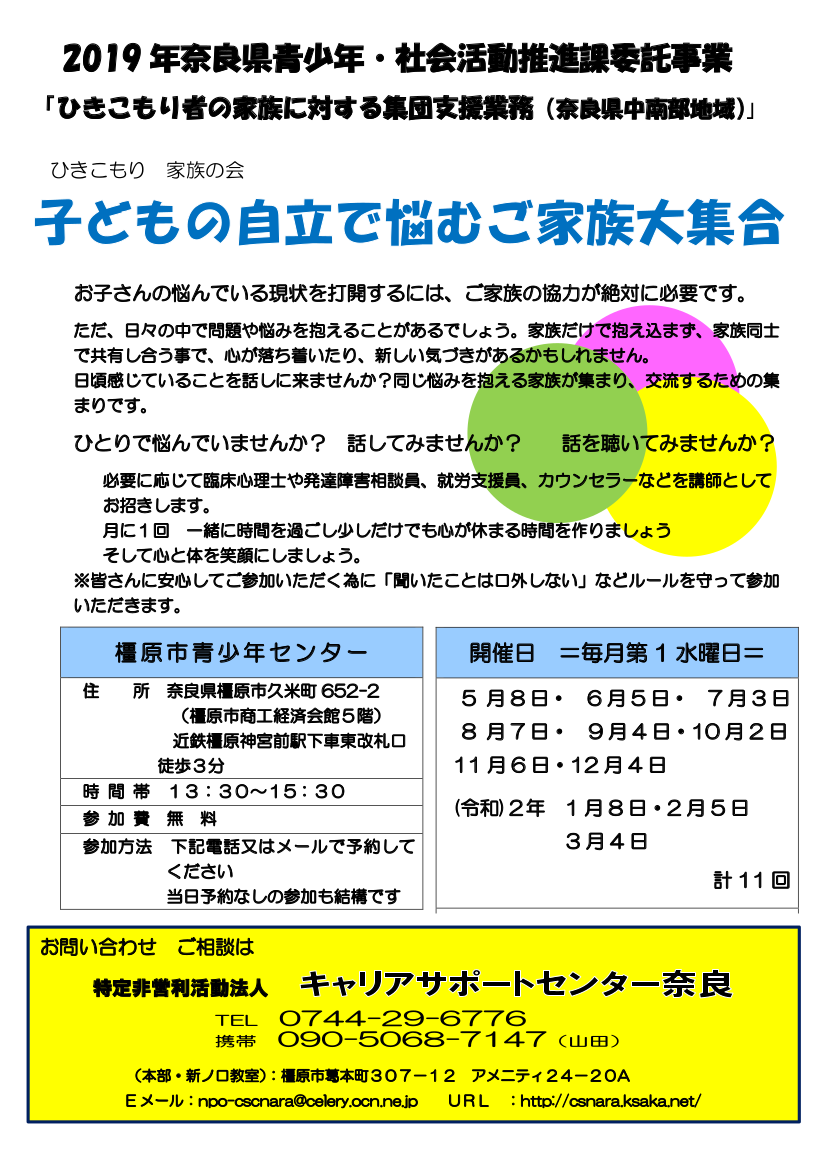 2019年奈良県青少年・社会活動推進課委託事業
「ひきこもり者の家族に対する集団支援業務（奈良県中南部地域）」
ひきこもり　家族の会
子どもの自立で悩むご家族大集合
お子さんの悩んでいる現状を打開するには、ご家族の協力が絶対に必要です。
ただ、日々の中で問題や悩みを抱えることがあるでしょう。家族だけで抱え込まず、家族同士
で共有し合う事で、心が落ち着いたり、新しい気づきがあるかもしれません。
日頃感じていることを話しに来ませんか？同じ悩みを抱える家族が集まり、交流するための集
まりです。
ひとりで悩んでいませんか？　話してみませんか？　　話を聴いてみませんか？
必要に応じて臨床心理士や発達障害相談員、就労支援員、カウンセラーなどを講師として
お招きします。
月に１回　一緒に時間を過ごし少しだけでも心が休まる時間を作りましょう
そして心と体を笑顔にしましょう。
※皆さんに安心してご参加いただく為に「聞いたことは口外しない」などルールを守って参加
いただきます。
橿原市青少年センター
住　　所　奈良県橿原市久米町652-2
（橿原市商工経済会館５階）
近鉄橿原神宮前駅下車東改札口
徒歩３分
時 間 帯　１３：３０～１５：３０
参 加 費　無　料
参加方法　下記電話又はメールで予約して
ください
当日予約なしの参加も結構です
開催日　＝毎月第１水曜日＝
５月８日・　６月５日・　７月３日
８月７日・　９月４日・10月２日
11月６日・12月４日
(令和)２年　１月８日・２月５日
３月４日
計11回
お問い合わせ　ご相談は
特定非営利活動法人　キャリアサポートセンター奈良
TEL　0744-29-6776
携帯　090-5068-7147（山田）
（本部・新ノ口教室）：橿原市葛本町３０７－１２　アメニティ２４－２０A
Ｅメール：npo-cscnara@celery.ocn.ne.jp　ＵＲＬ　：http://csnara.ksaka.net/